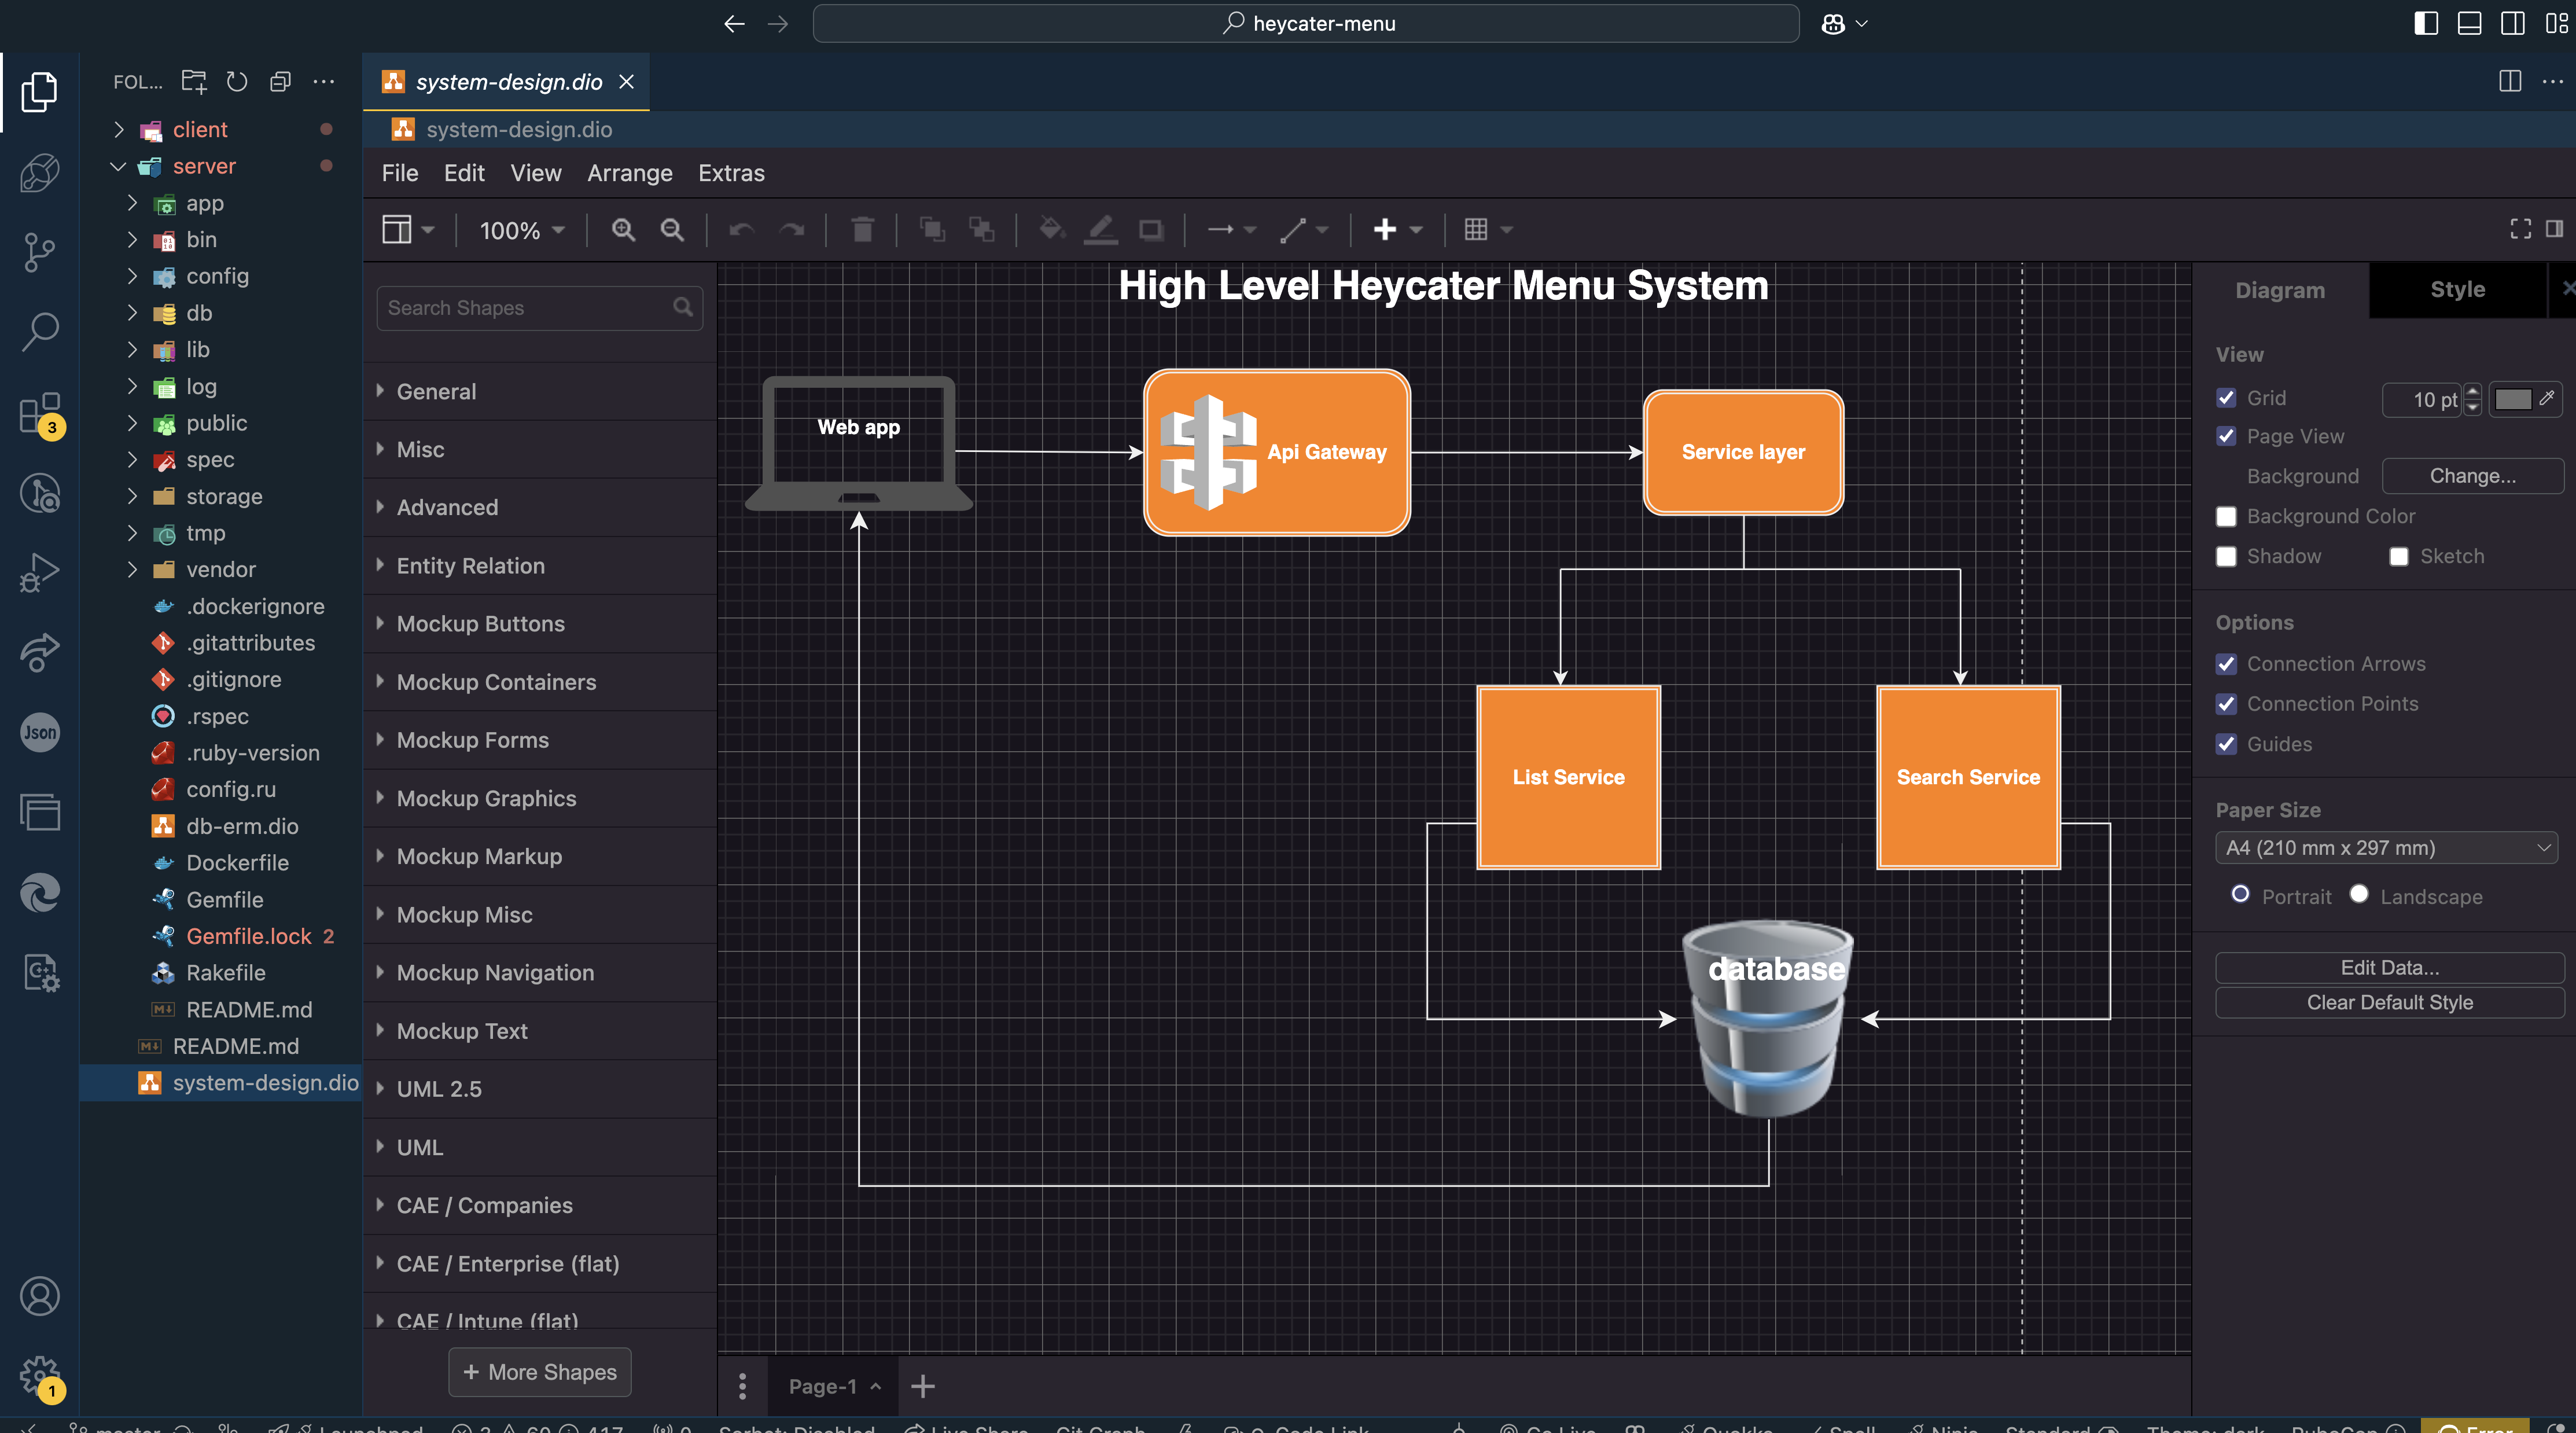 heycater-menu
FOL...
client
server
app
bin
config
db
lib
log
public
spec
storage
tmp
vendor
.dockerignore
.gitattributes
.gitignore
.rspec
.ruby-version
config.ru
db-erm.dio
Dockerfile
Gemfile
Gemfile.lock 2
Rakefile
README.md
README.md
system-design.dio
3
Json
1
system-design.dio
system-design.dio
File Edit View Arrange Extras
100%
Search Shapes
General
Misc
Advanced
Entity Relation
Mockup Buttons
Mockup Containers
Mockup Forms
Mockup Graphics
Mockup Markup
Mockup Misc
Mockup Navigation
Mockup Text
UML 2.5
UML
CAE / Companies
CAE / Enterprise (flat)
CAE / Intune (flat)
+ More Shapes
High Level Heycater Menu System
Web app
Api Gateway
Service layer
List Service
Search Service
database
Page-1
Diagram Style
View
Grid 10 pt
Page View
Background Change...
Background Color
Shadow Sketch
Options
Connection Arrows
Connection Points
Guides
Paper Size
A4 (210 mm x 297 mm)
Portrait Landscape
Edit Data...
Clear Default Style